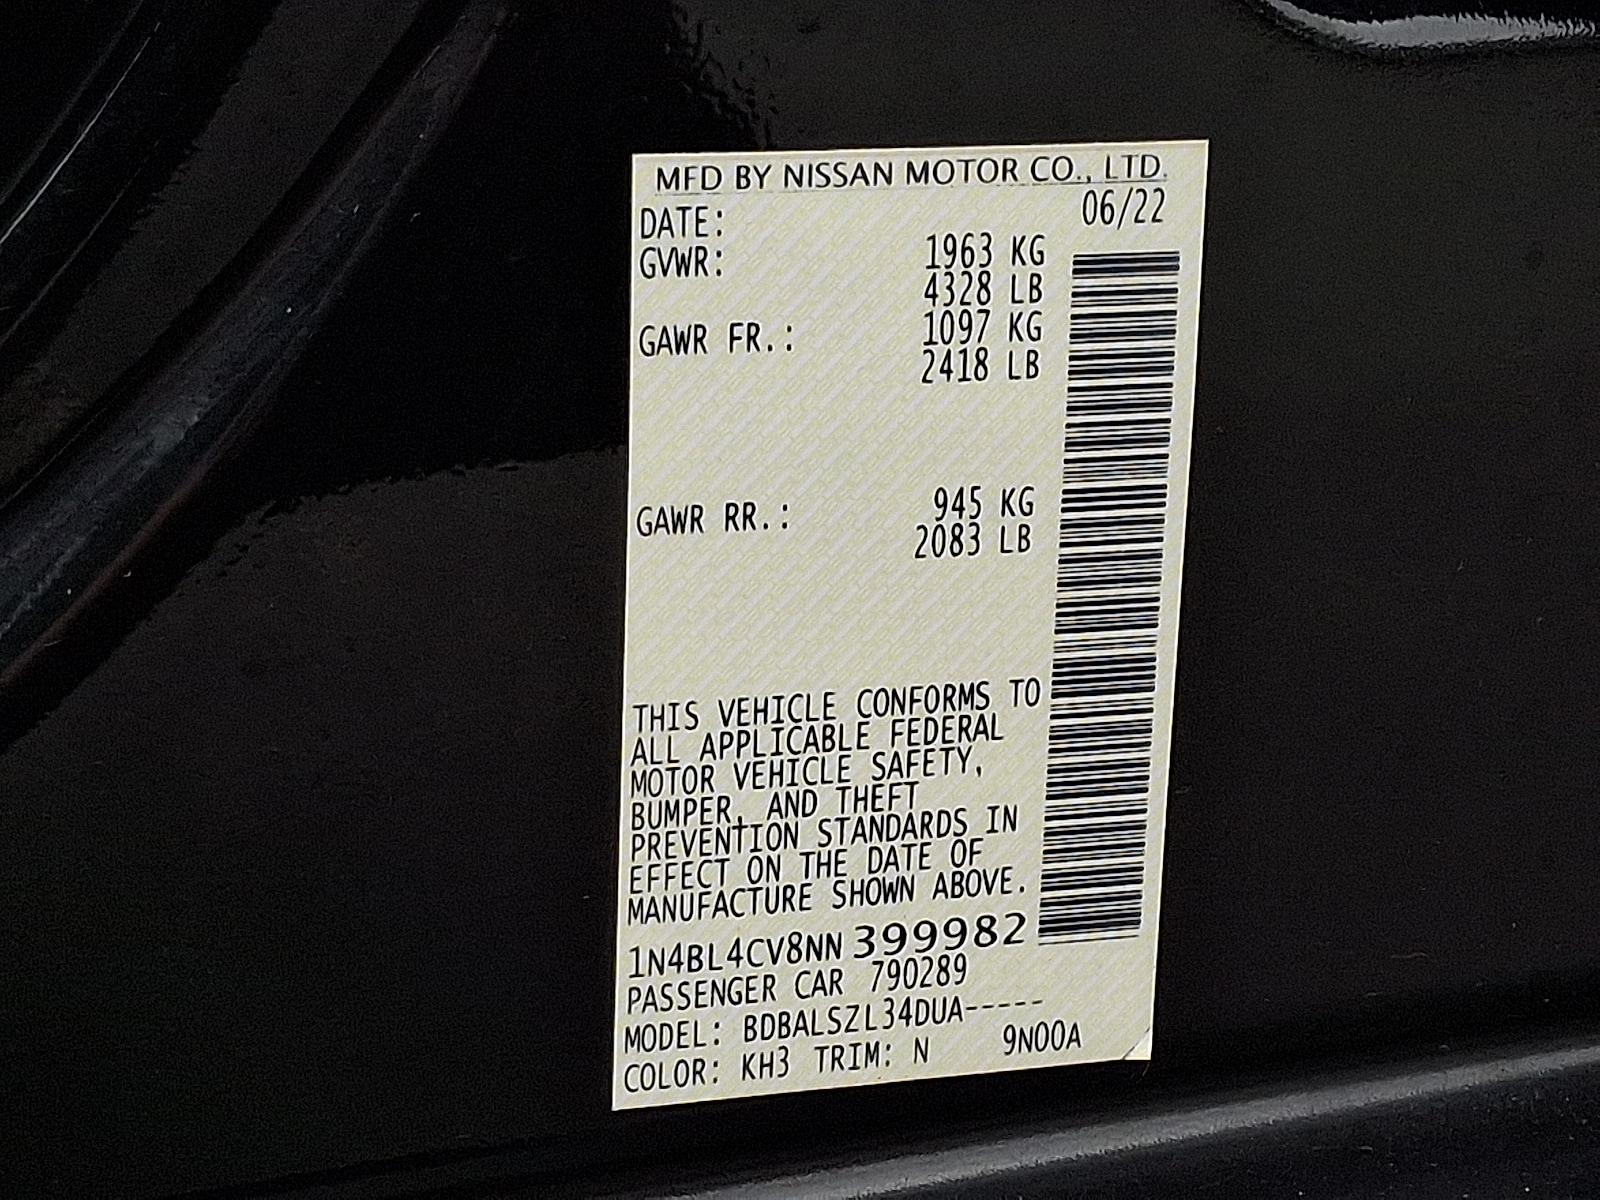 MFD BY NISSAN MOTOR CO., LTD.
DATE: 06/22
GVWR: 1963 KG
4328 LB
GAWR FR.: 1097 KG
2418 LB
GAWR RR.: 945 KG
2083 LB
THIS VEHICLE CONFORMS TO
ALL APPLICABLE FEDERAL
MOTOR VEHICLE SAFETY,
BUMPER, AND THEFT
PREVENTION STANDARDS IN
EFFECT ON THE DATE OF
MANUFACTURE SHOWN ABOVE.
1N4BL4CV8NN399982
PASSENGER CAR 790289
MODEL: BDBALSZL34DUA-----
COLOR: KH3 TRIM: N 9N00A